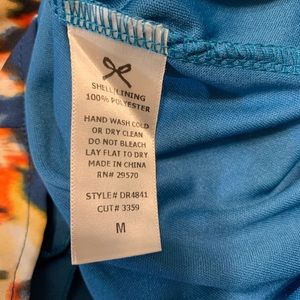 SHELL/LINING
100% POLYESTER
HAND WASH COLD
OR DRY CLEAN
DO NOT BLEACH
LAY FLAT TO DRY
MADE IN CHINA
RN# 29570
STYLE# DR4841
CUT# 3359
M